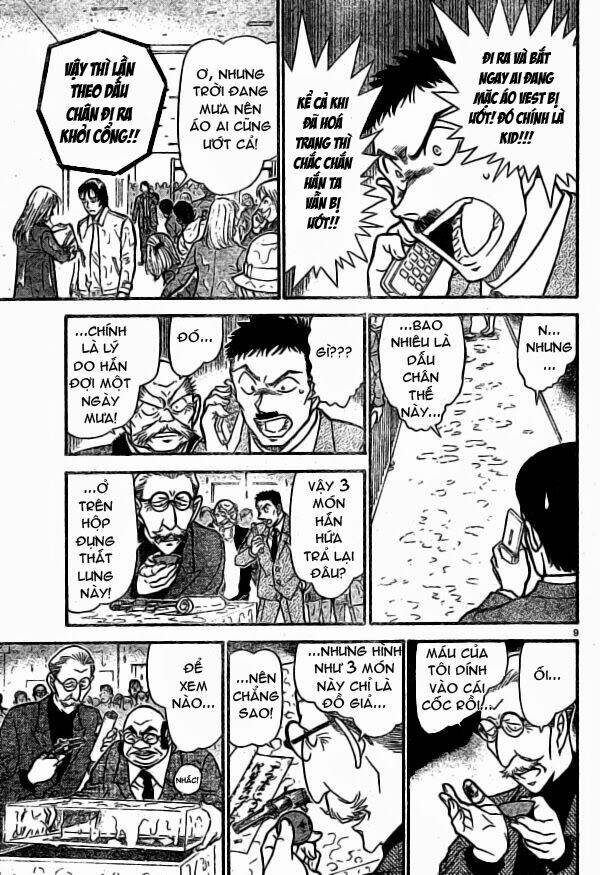 ĐI RA VÀ BẮT
NGAY AI ĐANG
MẶC ÁO VEST BỊ
ƯỚT! ĐÓ CHÍNH LÀ
KID!!!
KỂ CẢ KHI
ĐÃ HOÁ
TRANG THÌ
CHẮC CHẮN
HẮN TA
VẪN BỊ
ƯỚT!!!
Ơ, NHƯNG
TRỜI ĐANG
MƯA NÊN
ÁO AI CŨNG
ƯỚT CẢ!
VẬY THÌ LẦN
THEO DẤU
CHÂN ĐI RA
KHỎI CỔNG!!
N...
NHƯNG
...
...BAO
NHIÊU LÀ
DẤU
CHÂN
THẾ
NÀY...
GÌ???
ĐÓ...
...CHÍNH
LÀ LÝ
DO HẮN
ĐỢI MỘT
NGÀY
MƯA!
VẬY 3
MÓN
HẮN
HỨA
TRẢ LẠI
ĐÂU?
...Ở
TRÊN
HỘP
ĐỰNG
THẮT
LƯNG
NÀY!
9
ỐI...
MÁU CỦA
TÔI DÍNH
VÀO CÁI
CỐC RỒI...
...NHƯNG HÌNH
NHƯ 3 MÓN
NÀY CHỈ LÀ
ĐỒ GIẢ...
...NÊN
CHẲNG
SAO!
ĐỂ
XEM
NÀO...
NHẤC!